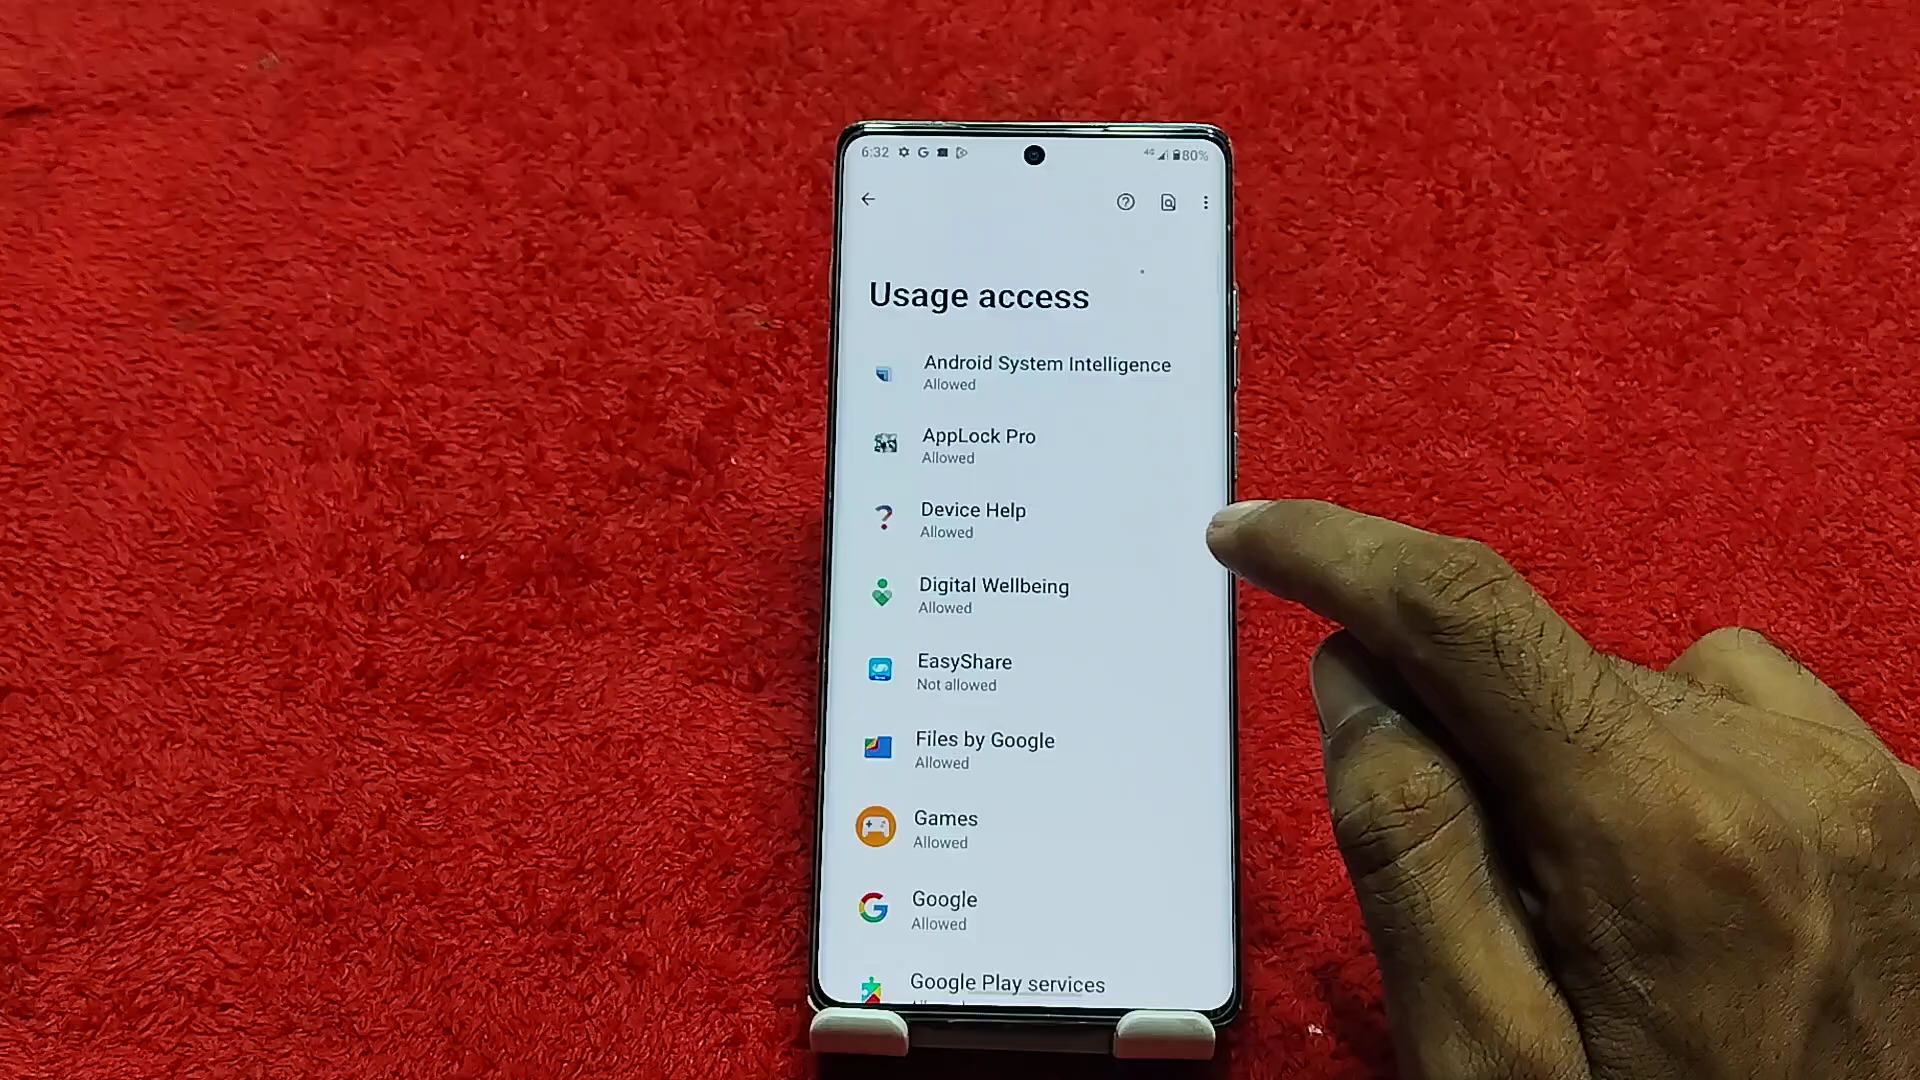 6:32 4G 80%
Usage access
Android System Intelligence
Allowed
AppLock Pro
Allowed
Device Help
Allowed
Digital Wellbeing
Allowed
EasyShare
Not allowed
Files by Google
Allowed
Games
Allowed
Google
Allowed
Google Play services